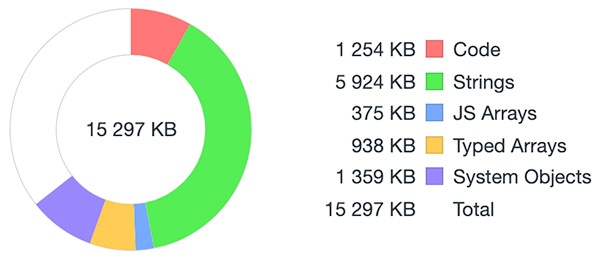 15 297 KB
1 254 KB Code
5 924 KB Strings
375 KB JS Arrays
938 KB Typed Arrays
1 359 KB System Objects
15 297 KB Total